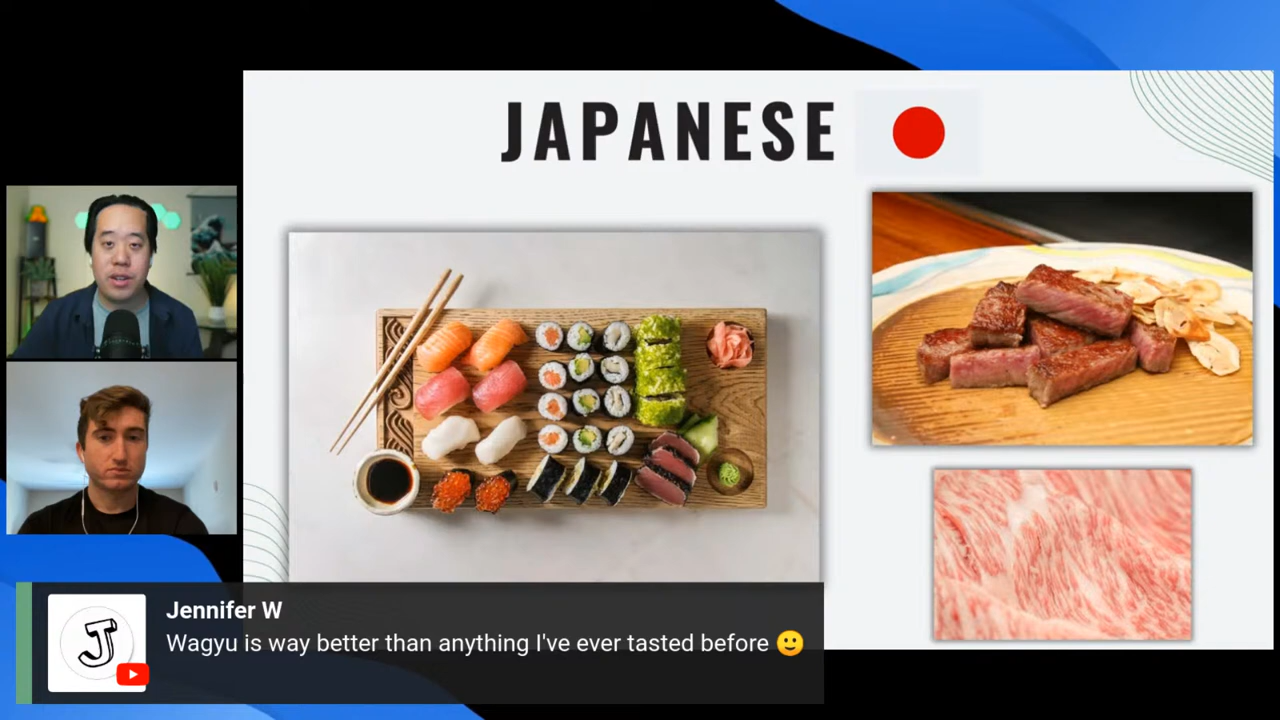 JAPANESE
Jennifer W
Wagyu is way better than anything I've ever tasted before 🙂
J